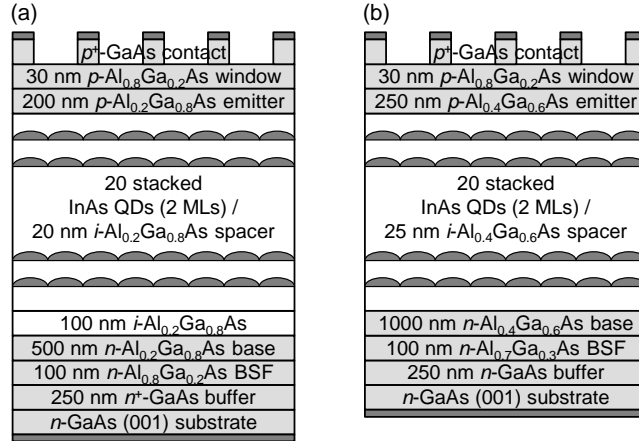 (a)
p⁺-GaAs contact
30 nm p-Al₀.₈Ga₀.₂As window
200 nm p-Al₀.₂Ga₀.₈As emitter
20 stacked
InAs QDs (2 MLs) /
20 nm i-Al₀.₂Ga₀.₈As spacer
100 nm i-Al₀.₂Ga₀.₈As
500 nm n-Al₀.₂Ga₀.₈As base
100 nm n-Al₀.₈Ga₀.₂As BSF
250 nm n⁺-GaAs buffer
n-GaAs (001) substrate
(b)
p⁺-GaAs contact
30 nm p-Al₀.₈Ga₀.₂As window
250 nm p-Al₀.₄Ga₀.₆As emitter
20 stacked
InAs QDs (2 MLs) /
25 nm i-Al₀.₄Ga₀.₆As spacer
1000 nm n-Al₀.₄Ga₀.₆As base
100 nm n-Al₀.₇Ga₀.₃As BSF
250 nm n-GaAs buffer
n-GaAs (001) substrate